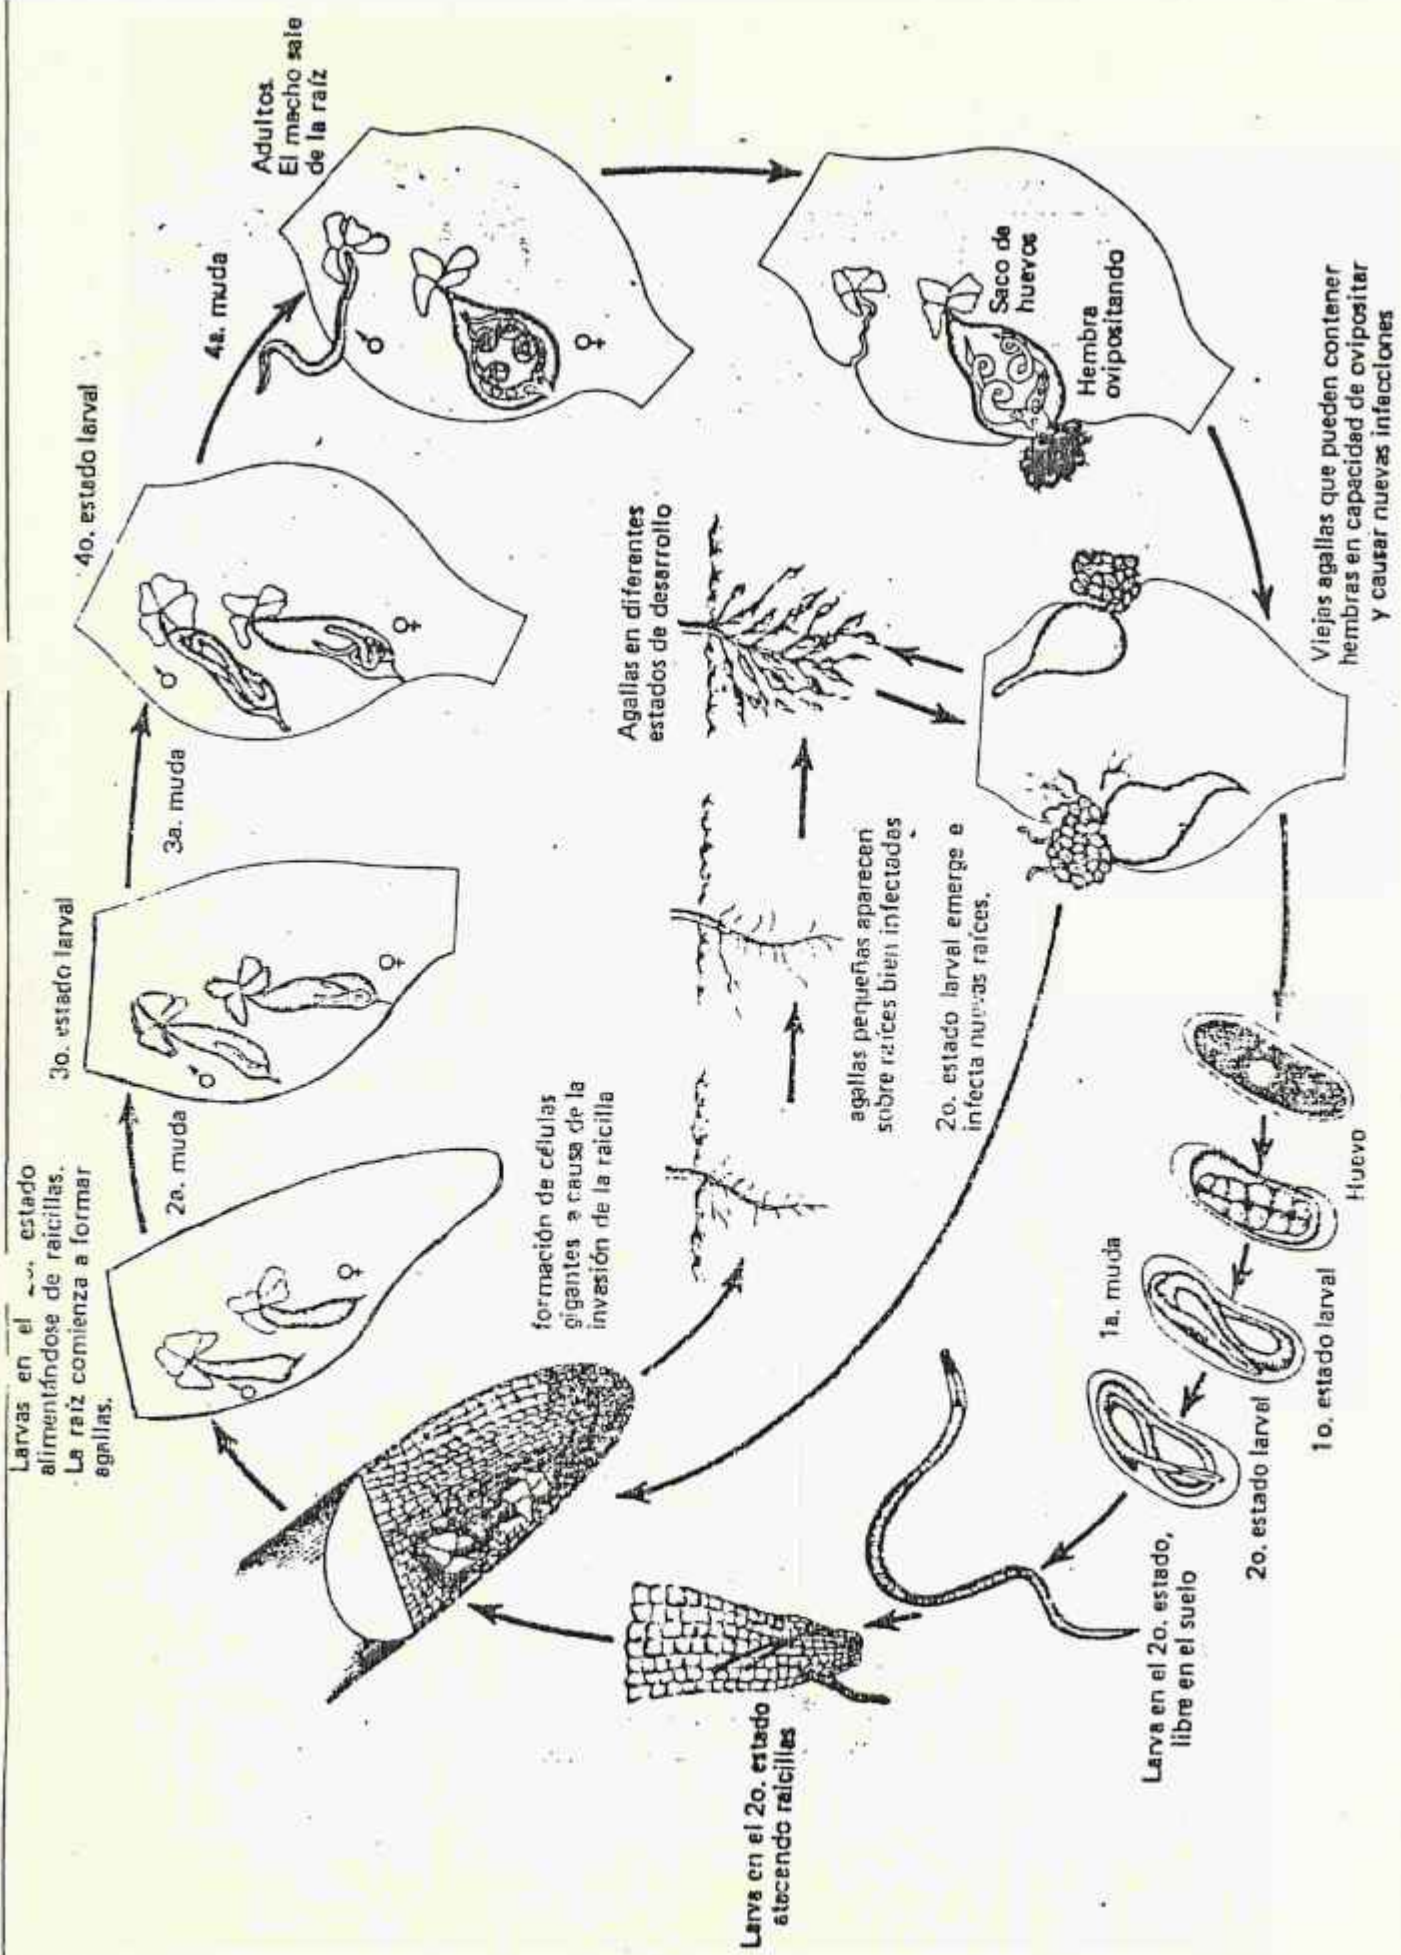 Larvas en el estado
alimentándose de raicillas.
La raíz comienza a formar
agallas.
2a. muda
3o. estado larval
3a. muda
4o. estado larval
4a. muda
Adultos.
El macho sale
de la raíz
♂
♀
♂
♀
♂
♀
♂
♀
formación de células
gigantes a causa de la
invasión de la raicilla
Agallas en diferentes
estados de desarrollo
Saco de
huevos
Hembra
ovipositando
agallas pequeñas aparecen
sobre raíces bien infectadas
2o. estado larval emerge e
infecta nuevas raíces.
Viejas agallas que pueden contener
hembras en capacidad de ovipositar
y causar nuevas infecciones
Larva en el 2o. estado
atacendo raicillas
Larva en el 2o. estado,
libre en el suelo
2o. estado larval
1a. muda
1o. estado larval
Huevo